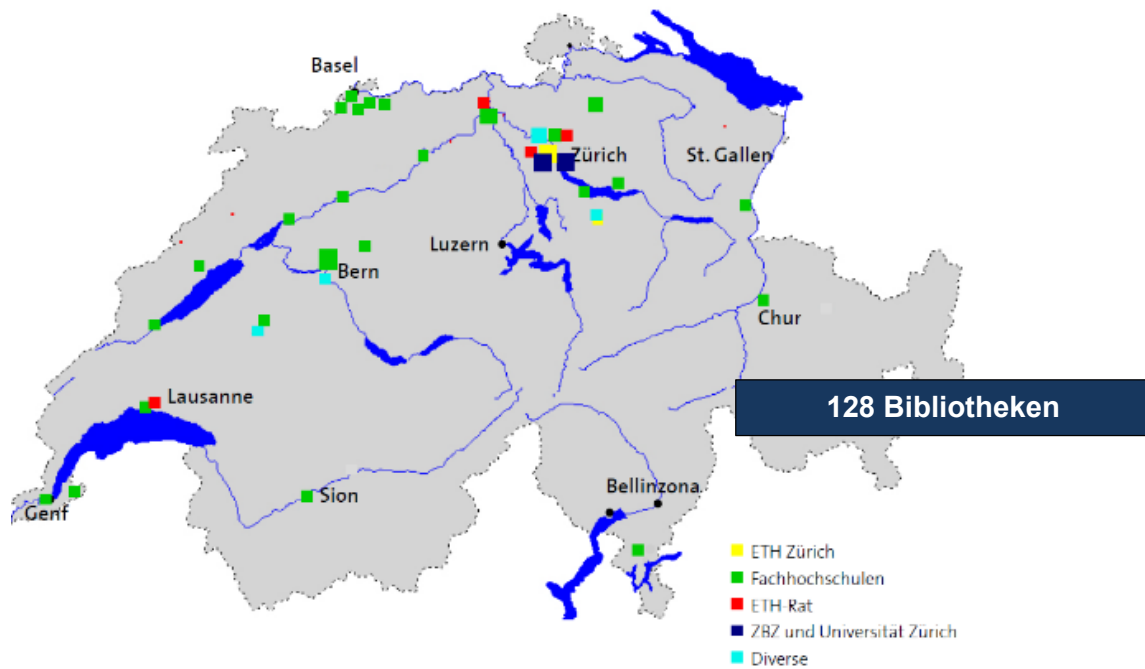 Basel
Zürich
St. Gallen
Luzern
Bern
Chur
Lausanne
128 Bibliotheken
Sion
Bellinzona
Genf
ETH Zürich
Fachhochschulen
ETH-Rat
ZBZ und Universität Zürich
Diverse